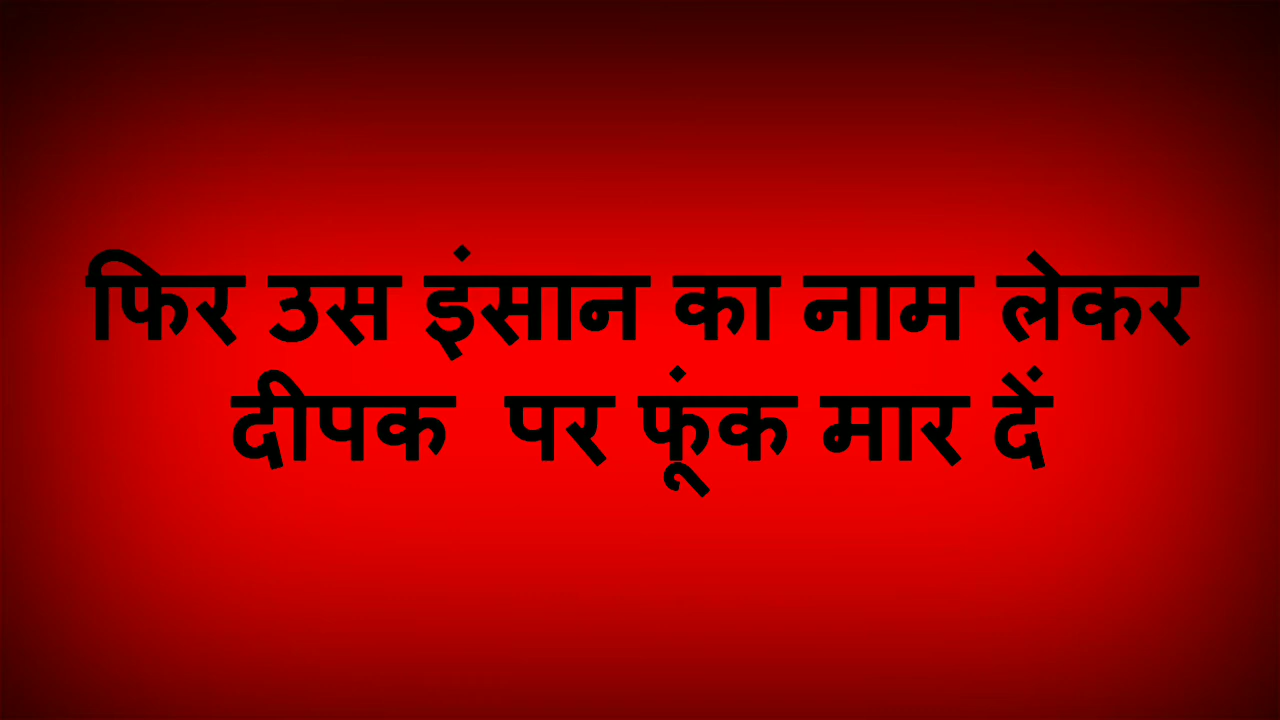 फिर उस इंसान का नाम लेकर
दीपक पर फूंक मार दें